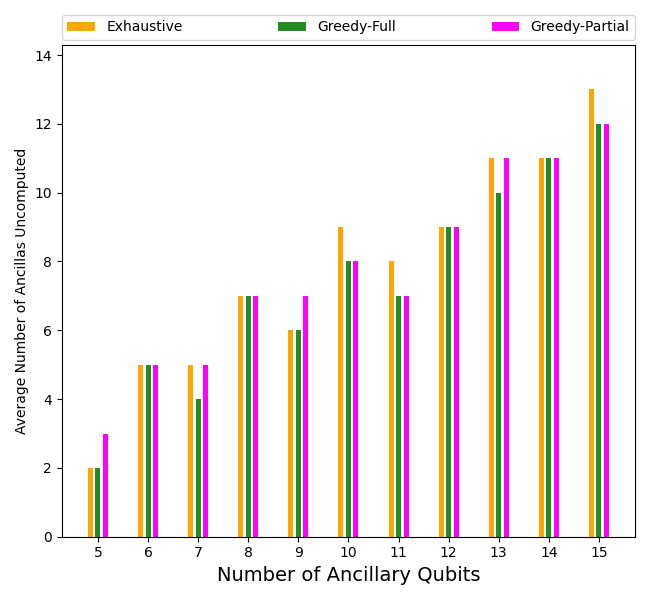 Exhaustive Greedy-Full Greedy-Partial
14
12
10
8
6
4
2
0
Average Number of Ancillas Uncomputed
5 6 7 8 9 10 11 12 13 14 15
Number of Ancillary Qubits